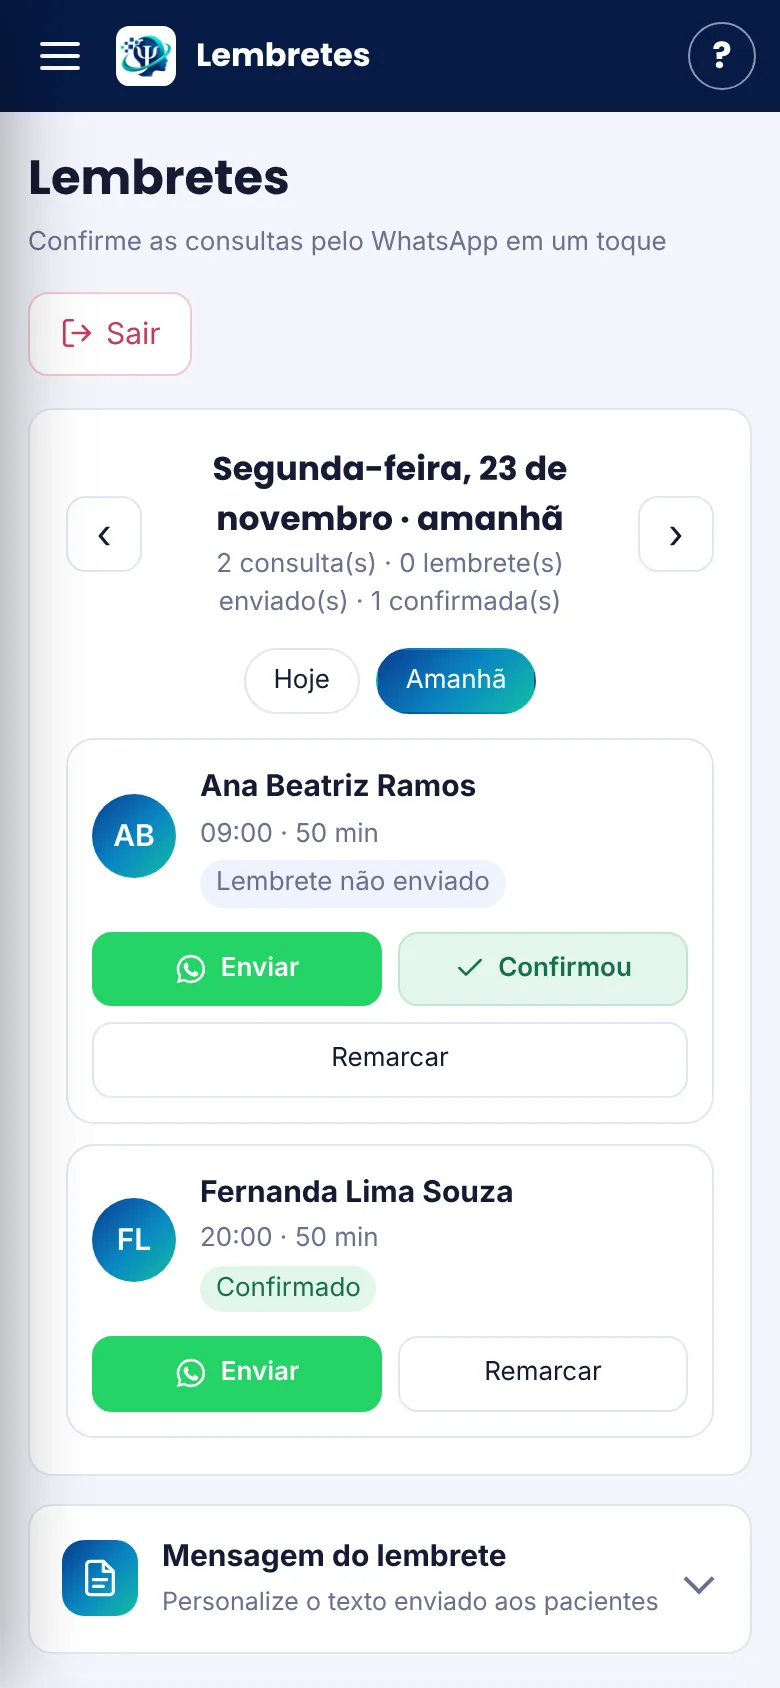 Lembretes
?
Lembretes
Confirme as consultas pelo WhatsApp em um toque
Sair
Segunda-feira, 23 de
novembro · amanhã
2 consulta(s) · 0 lembrete(s)
enviado(s) · 1 confirmada(s)
‹
›
Hoje
Amanhã
AB
Ana Beatriz Ramos
09:00 · 50 min
Lembrete não enviado
Enviar
Confirmou
Remarcar
FL
Fernanda Lima Souza
20:00 · 50 min
Confirmado
Enviar
Remarcar
Mensagem do lembrete
Personalize o texto enviado aos pacientes